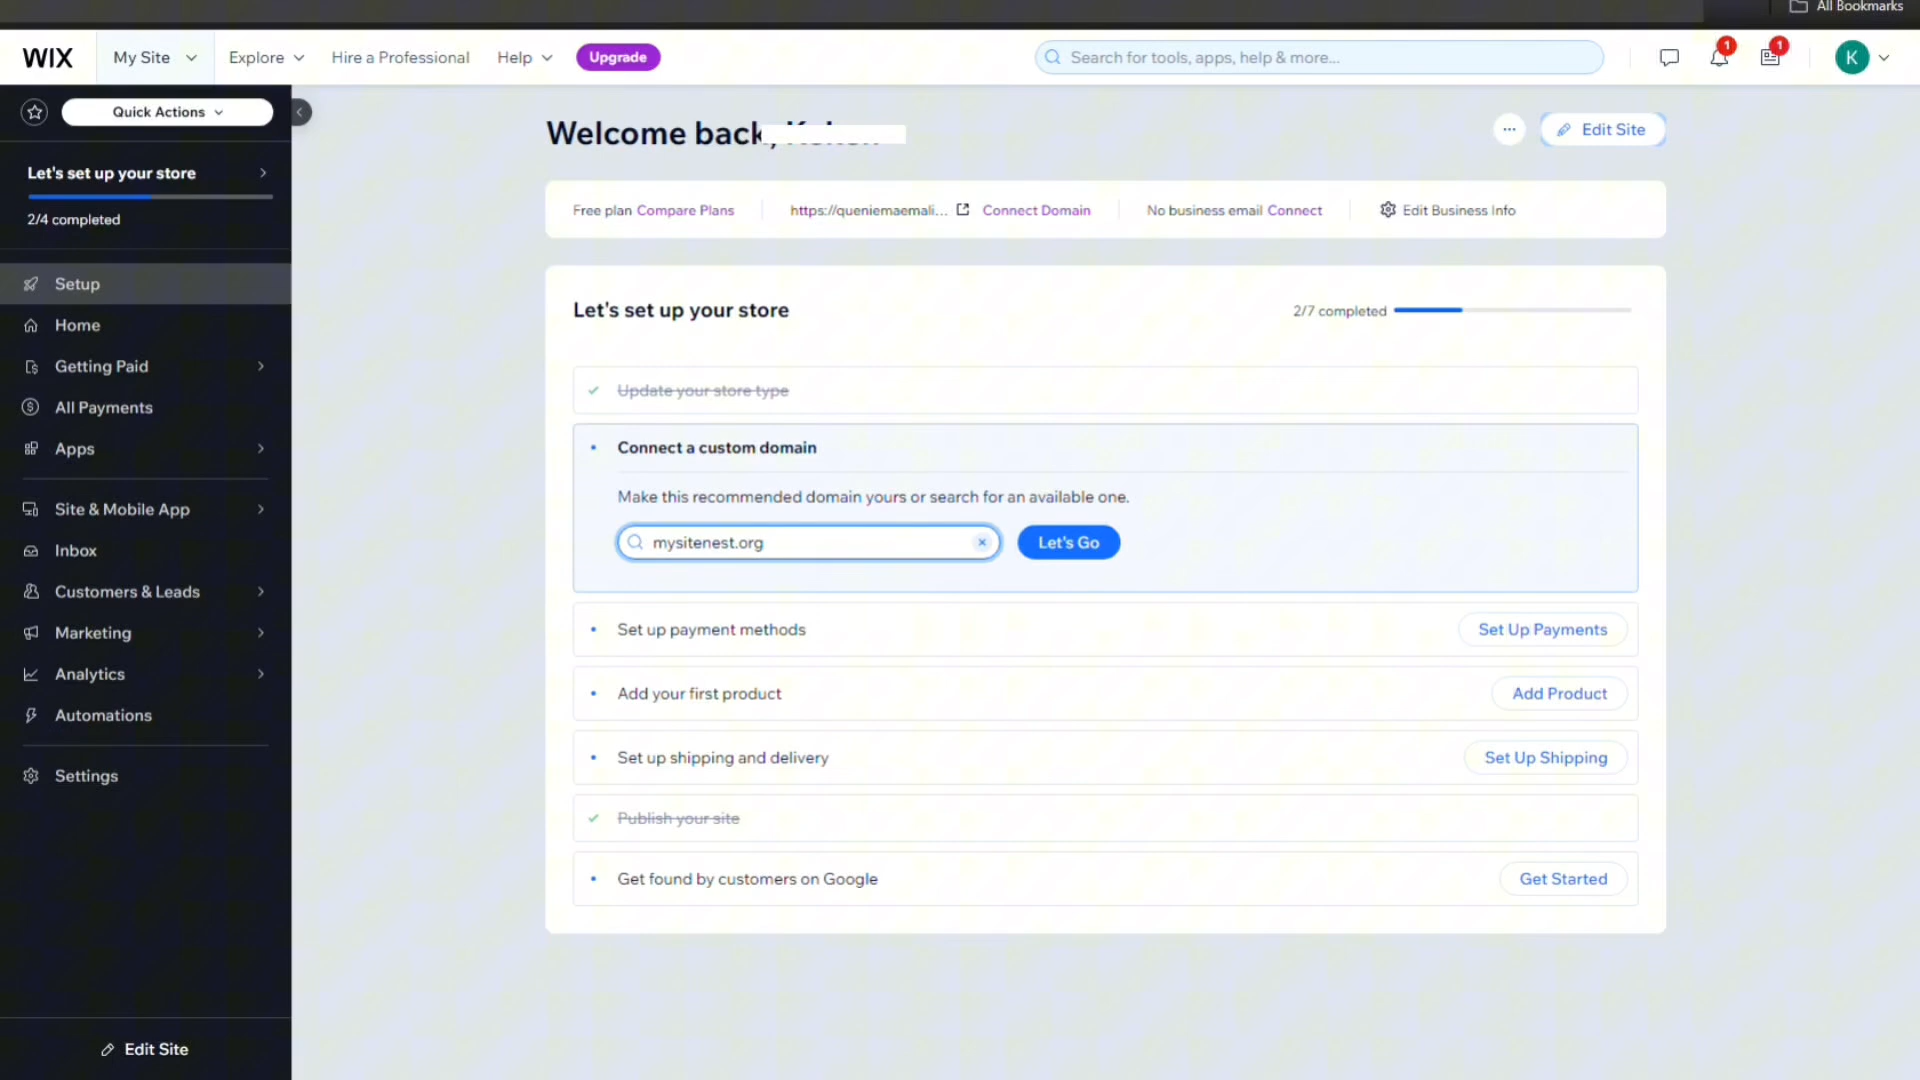 All Bookmarks
WIX My Site Explore Hire a Professional Help Upgrade Search for tools, apps, help & more... 1 1 K
Quick Actions
Let's set up your store
2/4 completed
Setup
Home
Getting Paid
All Payments
Apps
Site & Mobile App
Inbox
Customers & Leads
Marketing
Analytics
Automations
Settings
Edit Site
Welcome back,
... Edit Site
Free plan Compare Plans https://queniemaemali... Connect Domain No business email Connect Edit Business Info
Let's set up your store 2/7 completed
Update your store type
Connect a custom domain
Make this recommended domain yours or search for an available one.
mysitenest.org Let's Go
Set up payment methods Set Up Payments
Add your first product Add Product
Set up shipping and delivery Set Up Shipping
Publish your site
Get found by customers on Google Get Started